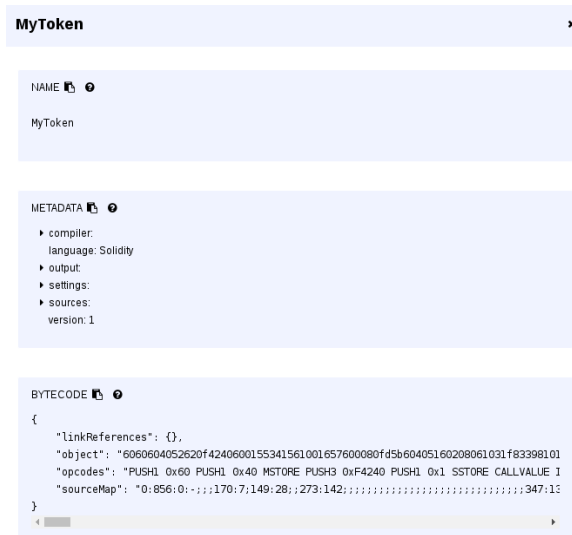 MyToken
NAME
MyToken
METADATA
compiler:
language: Solidity
output:
settings:
sources:
version: 1
BYTECODE
{
"linkReferences": {},
"object": "6060604052620f4240600155341561001657600080fd5b60405160208061031f83398101
"opcodes": "PUSH1 0x60 PUSH1 0x40 MSTORE PUSH3 0xF4240 PUSH1 0x1 SSTORE CALLVALUE I
"sourceMap": "0:856:0:-;;;170:7;149:28;;273:142;;;;;;;;;;;;;;;;;;;;;;;;;;;;;347:13
}